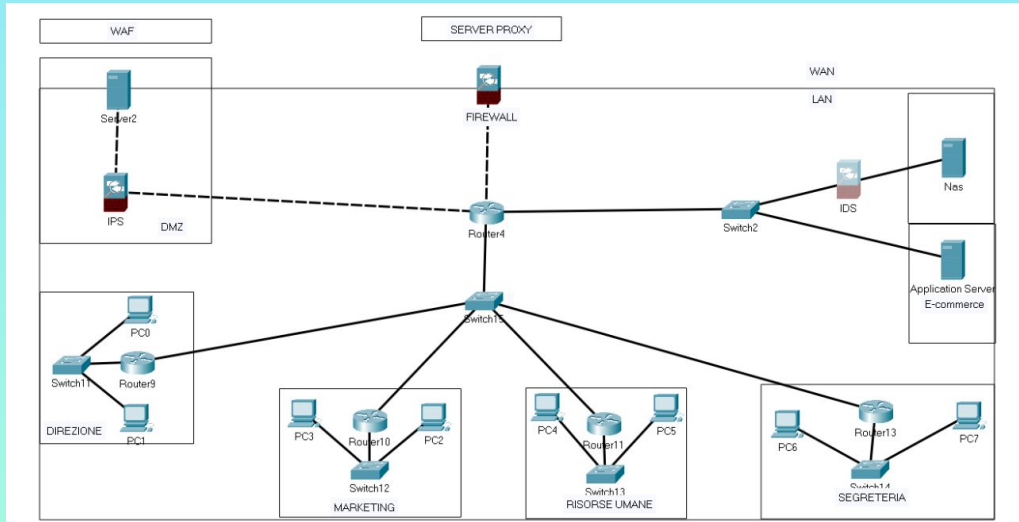 WAF
SERVER PROXY
WAN
LAN
Server2
FIREWALL
IPS
DMZ
Router4
Switch2
IDS
Nas
Application Server
E-commerce
Switch15
PC0
Switch11
Router9
PC1
DIREZIONE
PC3
Router10
PC2
Switch12
MARKETING
PC4
Router11
PC5
Switch13
RISORSE UMANE
PC6
Router13
PC7
Switch14
SEGRETERIA